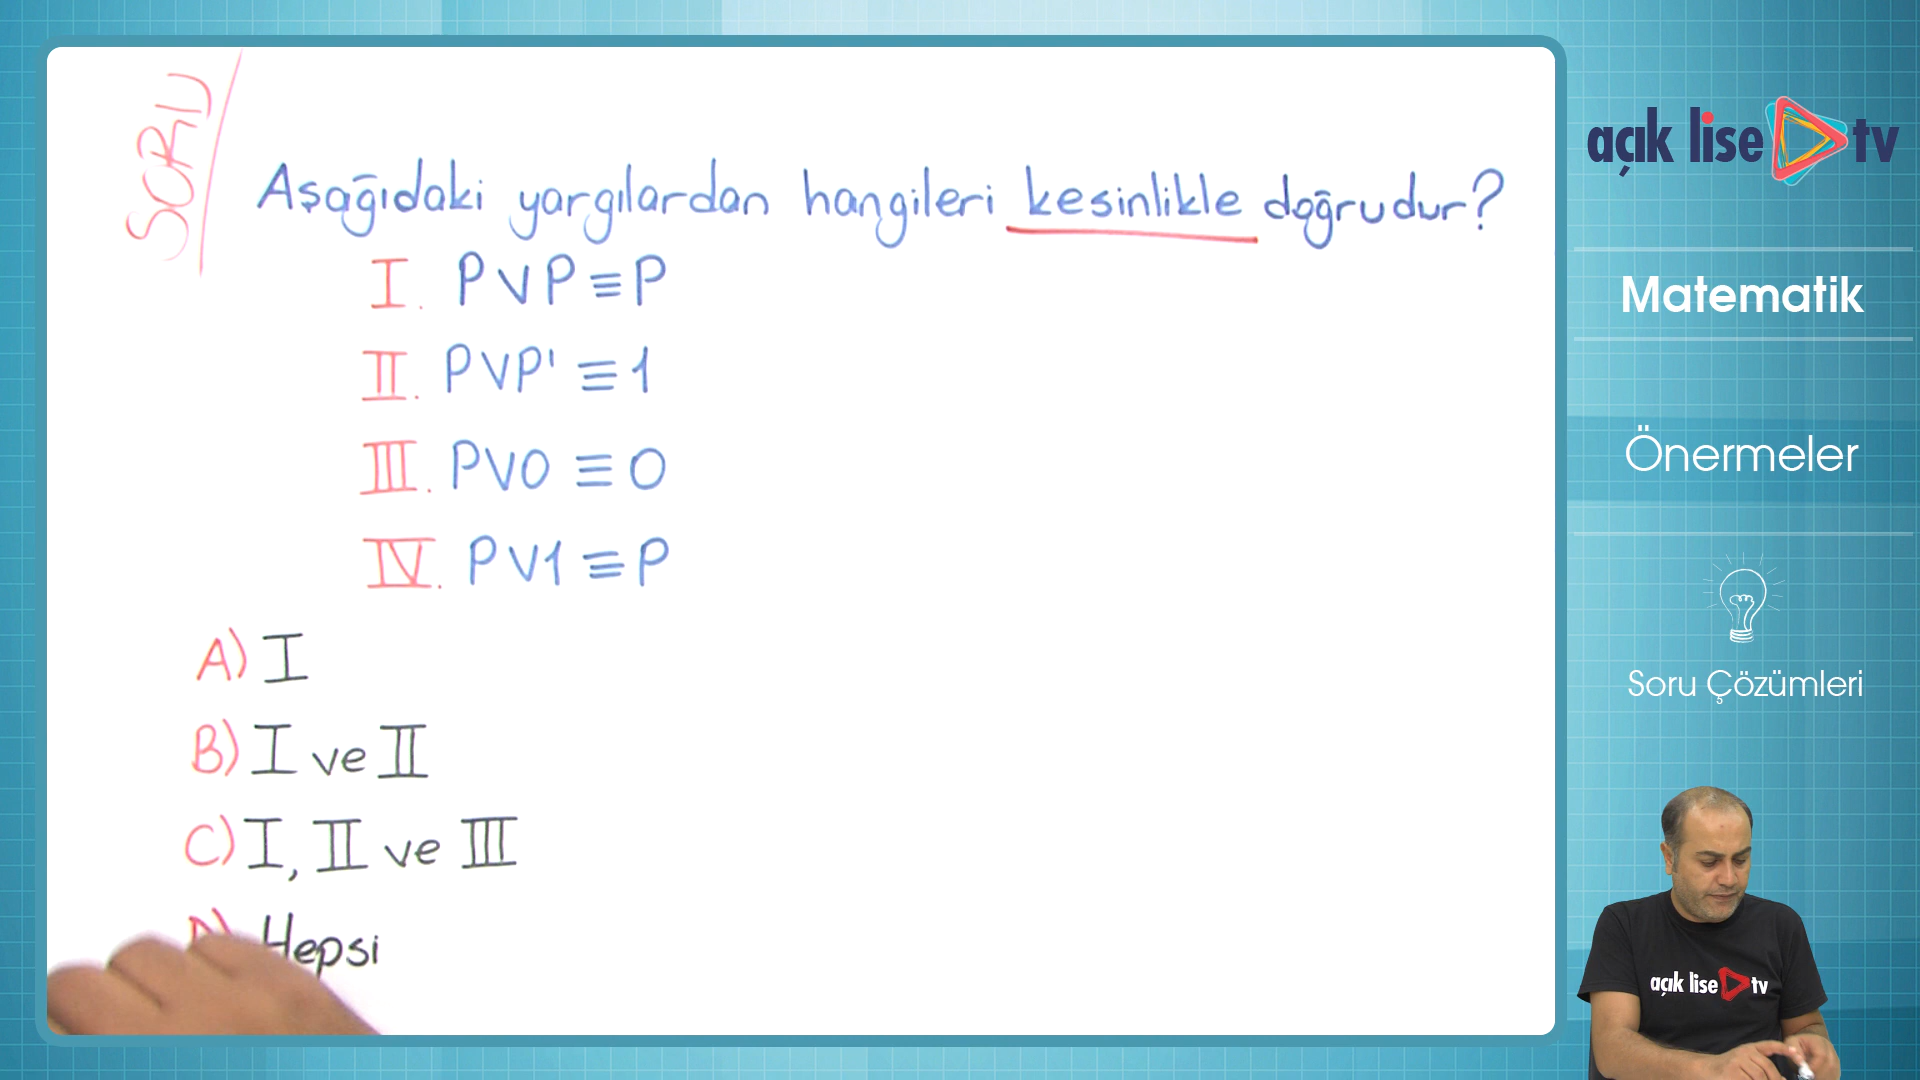 SORU
Aşağıdaki yargılardan hangileri kesinlikle doğrudur?
I. P V P ≡ P
II. P V P' ≡ 1
III. P V 0 ≡ 0
IV. P V 1 ≡ P
A) I
B) I ve II
C) I, II ve III
D) Hepsi
açık lise tv
Matematik
Önermeler
Soru Çözümleri
açık lise tv